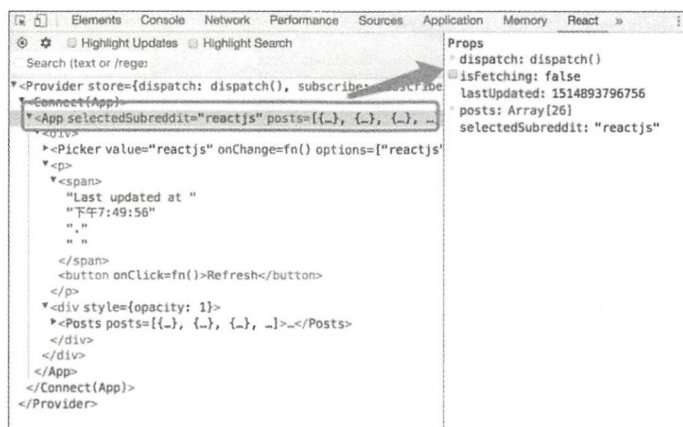 Elements Console Network Performance Sources Application Memory React »
Highlight Updates Highlight Search
Search (text or /rege:
▼<Provider store={dispatch: dispatch(), subscribe: subscribe
▼<Connect(App)>
▼<App selectedSubreddit="reactjs" posts=[{…}, {…}, {…}, …
▼<div>
▶<Picker value="reactjs" onChange=fn() options=["reactjs"
▼<p>
▼<span>
"Last updated at "
"下午7:49:56"
"."
" "
</span>
<button onClick=fn()>Refresh</button>
</p>
▼<div style={opacity: 1}>
▶<Posts posts=[{…}, {…}, {…}, …]>…</Posts>
</div>
</div>
</App>
</Connect(App)>
</Provider>
Props
dispatch: dispatch()
isFetching: false
lastUpdated: 1514893796756
posts: Array[26]
selectedSubreddit: "reactjs"